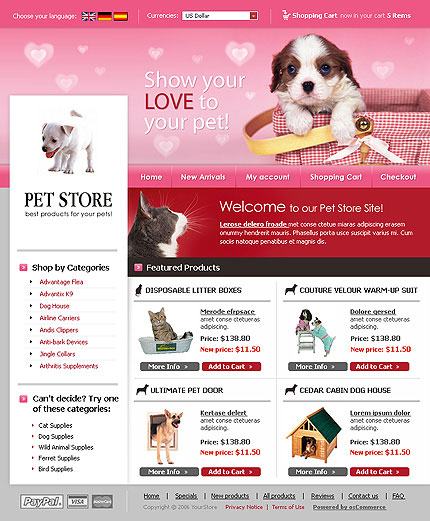 Choose your language:
Currencies: US Dollar
Shopping Cart now in your cart 5 items
Show your
LOVE to
your pet!
PET STORE
best products for your pets!
Home
New Arrivals
My account
Shopping Cart
Checkout
Welcome to our Pet Store Site!
Lerose delero froade met conse ctetue miaras adipiscing erasem
onummy hendrerit mauris. Phasellus porta usce suscipit varius mi. Cum
sociis natoque penatibus et magnis dis.
Shop by Categories
Advantage Flea
Advantix K9
Dog House
Airline Carriers
Andis Clippers
Anti-bark Devices
Jingle Collars
Arthritis Supplements
Can't decide? Try one
of these categories:
Cat Supplies
Dog Supplies
Wild Animal Supplies
Ferret Supplies
Bird Supplies
Featured Products
DISPOSABLE LITTER BOXES
Merode efrpsace
amet conse ctetueras
adipiscing.
Price: $138.80
New price: $11.50
More Info >
Add to Cart >
COUTURE VELOUR WARM-UP SUIT
Dolore gersed
amet conse ctetueras
adipiscing.
Price: $138.80
New price: $11.50
More Info >
Add to Cart >
ULTIMATE PET DOOR
Kertase delert
amet conse ctetueras
adipiscing.
Price: $138.80
New price: $11.50
More Info >
Add to Cart >
CEDAR CABIN DOG HOUSE
Lorem ipsum dolor
amet conse ctetueras
adipiscing.
Price: $138.80
New price: $11.50
More Info >
Add to Cart >
PayPal
VISA
Home | Specials | New products | All products | Reviews | Contact us | FAQ
Copyright © 2006 YourStore Privacy Notice | Terms of Use Powered by osCommerce